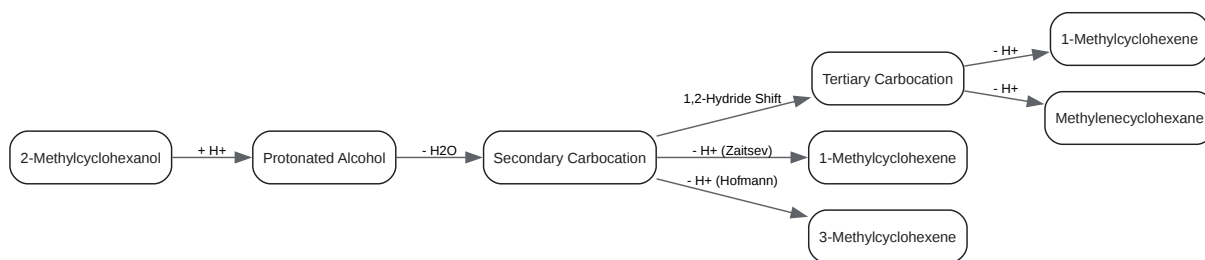 2-Methylcyclohexanol
+ H+
Protonated Alcohol
- H2O
Secondary Carbocation
1,2-Hydride Shift
Tertiary Carbocation
- H+
1-Methylcyclohexene
- H+
Methylenecyclohexane
- H+ (Zaitsev)
1-Methylcyclohexene
- H+ (Hofmann)
3-Methylcyclohexene